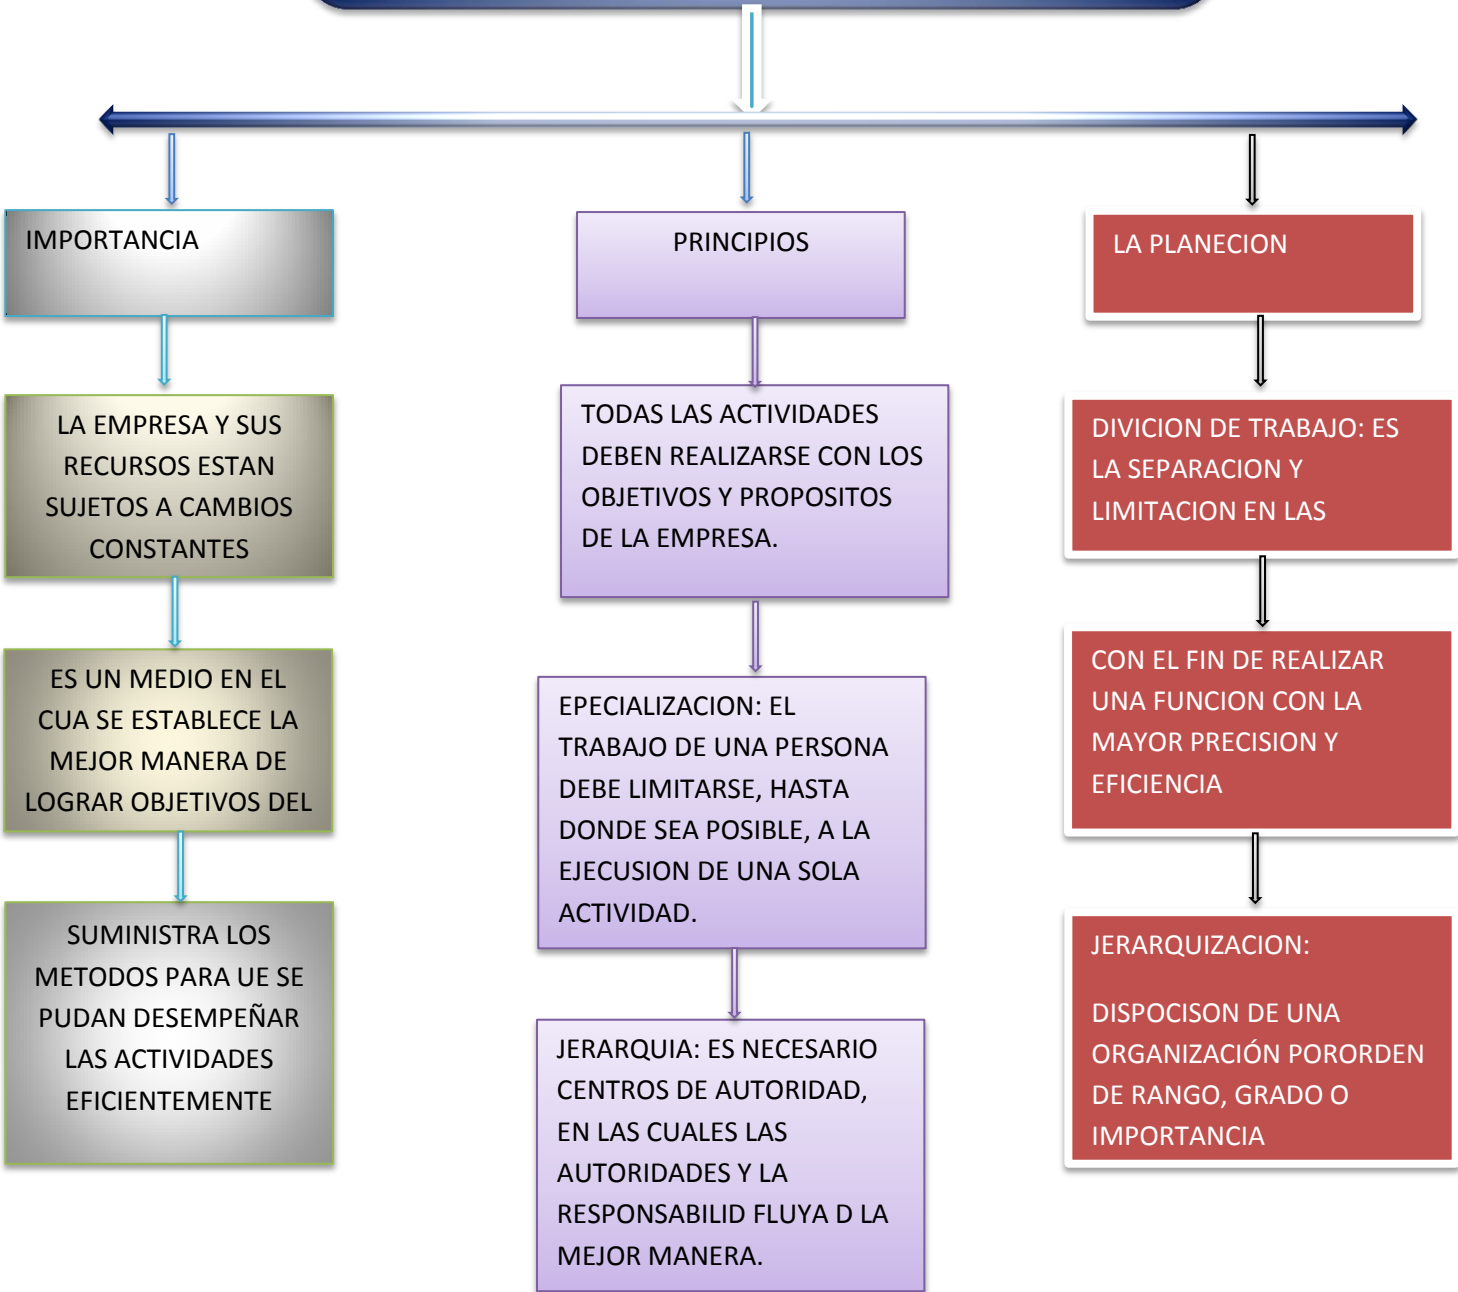 IMPORTANCIA
LA EMPRESA Y SUS
RECURSOS ESTAN
SUJETOS A CAMBIOS
CONSTANTES
ES UN MEDIO EN EL
CUA SE ESTABLECE LA
MEJOR MANERA DE
LOGRAR OBJETIVOS DEL
SUMINISTRA LOS
METODOS PARA UE SE
PUDAN DESEMPEÑAR
LAS ACTIVIDADES
EFICIENTEMENTE
PRINCIPIOS
TODAS LAS ACTIVIDADES
DEBEN REALIZARSE CON LOS
OBJETIVOS Y PROPOSITOS
DE LA EMPRESA.
EPECIALIZACION: EL
TRABAJO DE UNA PERSONA
DEBE LIMITARSE, HASTA
DONDE SEA POSIBLE, A LA
EJECUSION DE UNA SOLA
ACTIVIDAD.
JERARQUIA: ES NECESARIO
CENTROS DE AUTORIDAD,
EN LAS CUALES LAS
AUTORIDADES Y LA
RESPONSABILID FLUYA D LA
MEJOR MANERA.
LA PLANECION
DIVICION DE TRABAJO: ES
LA SEPARACION Y
LIMITACION EN LAS
CON EL FIN DE REALIZAR
UNA FUNCION CON LA
MAYOR PRECISION Y
EFICIENCIA
JERARQUIZACION:
DISPOCISON DE UNA
ORGANIZACIÓN PORORDEN
DE RANGO, GRADO O
IMPORTANCIA